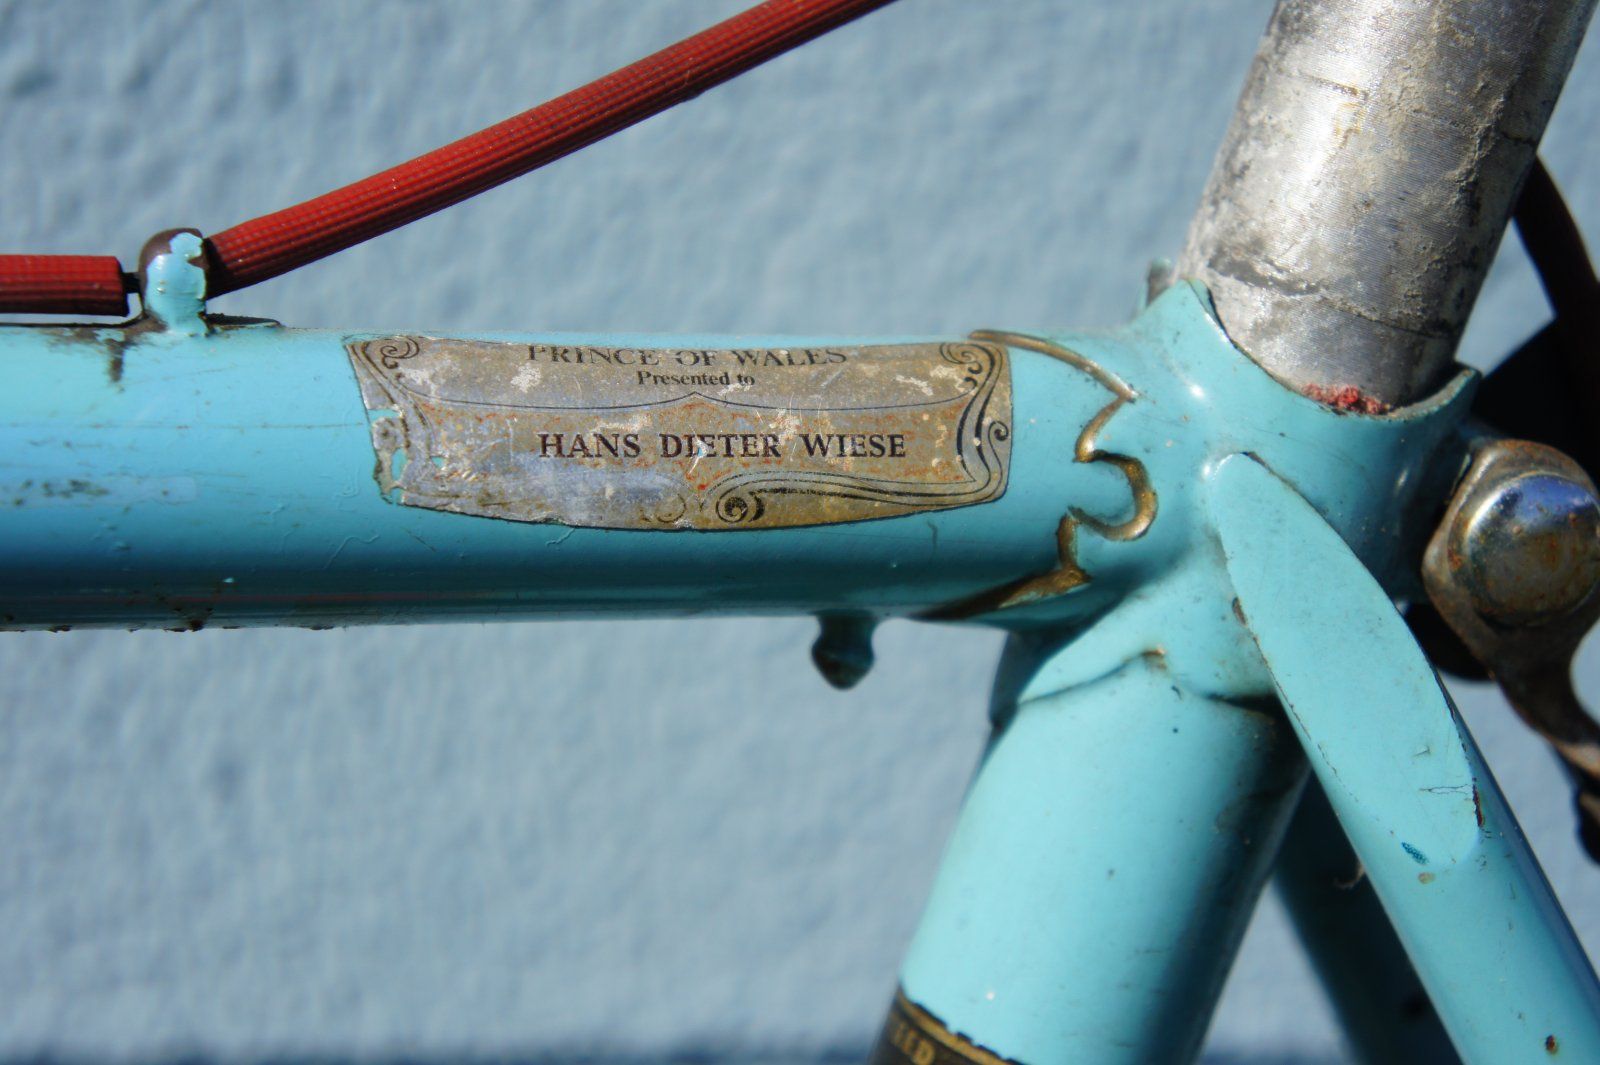 PRINCE OF WALES
Presented to
HANS DIETER WIESE